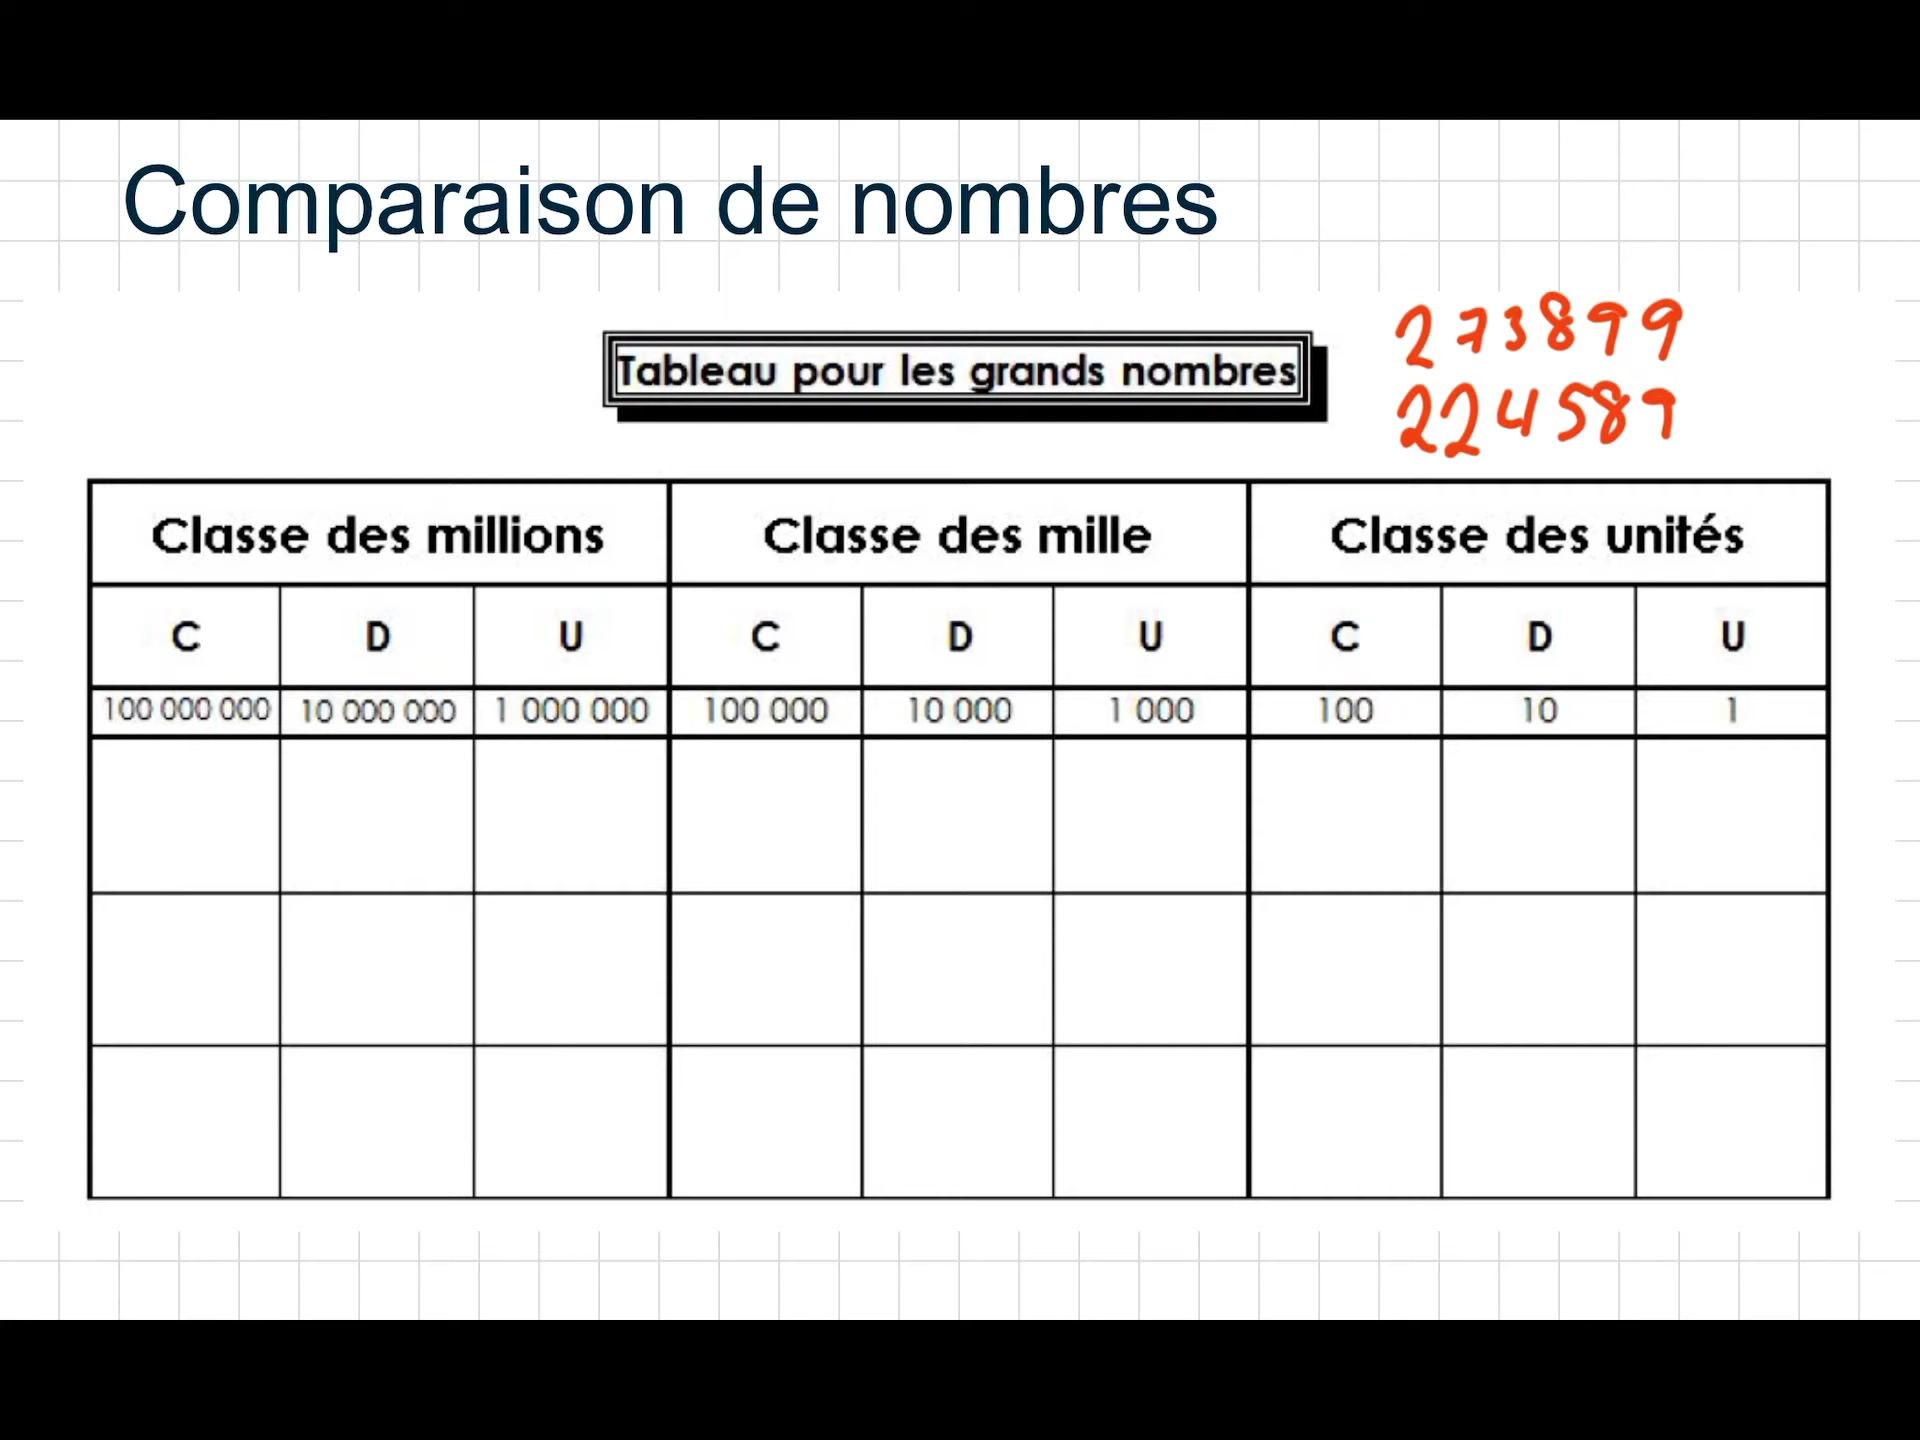 Comparaison de nombres
273899
Tableau pour les grands nombres
224589
Classe des millions Classe des mille Classe des unités
C D U C D U C D U
100 000 000 10 000 000 1 000 000 100 000 10 000 1 000 100 10 1